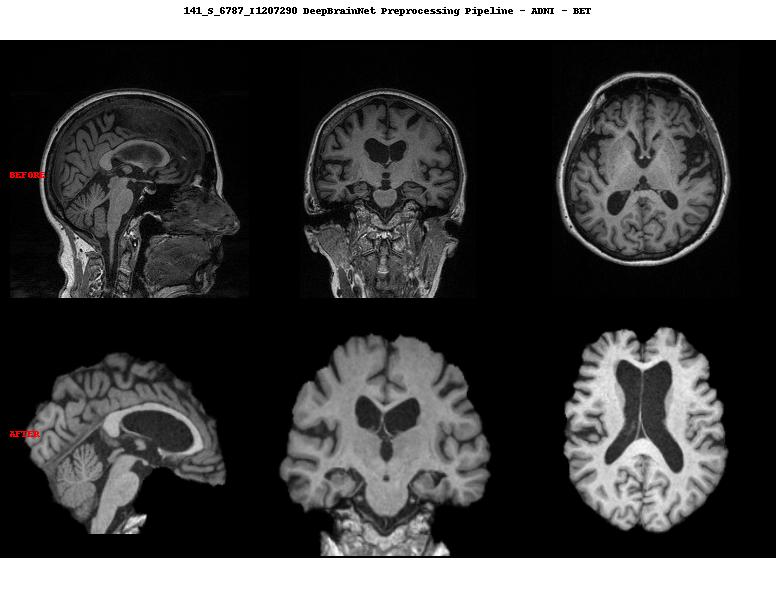 141_S_6787_I1207290 DeepBrainNet Preprocessing Pipeline - ADNI - BET
BEFORE
AFTER